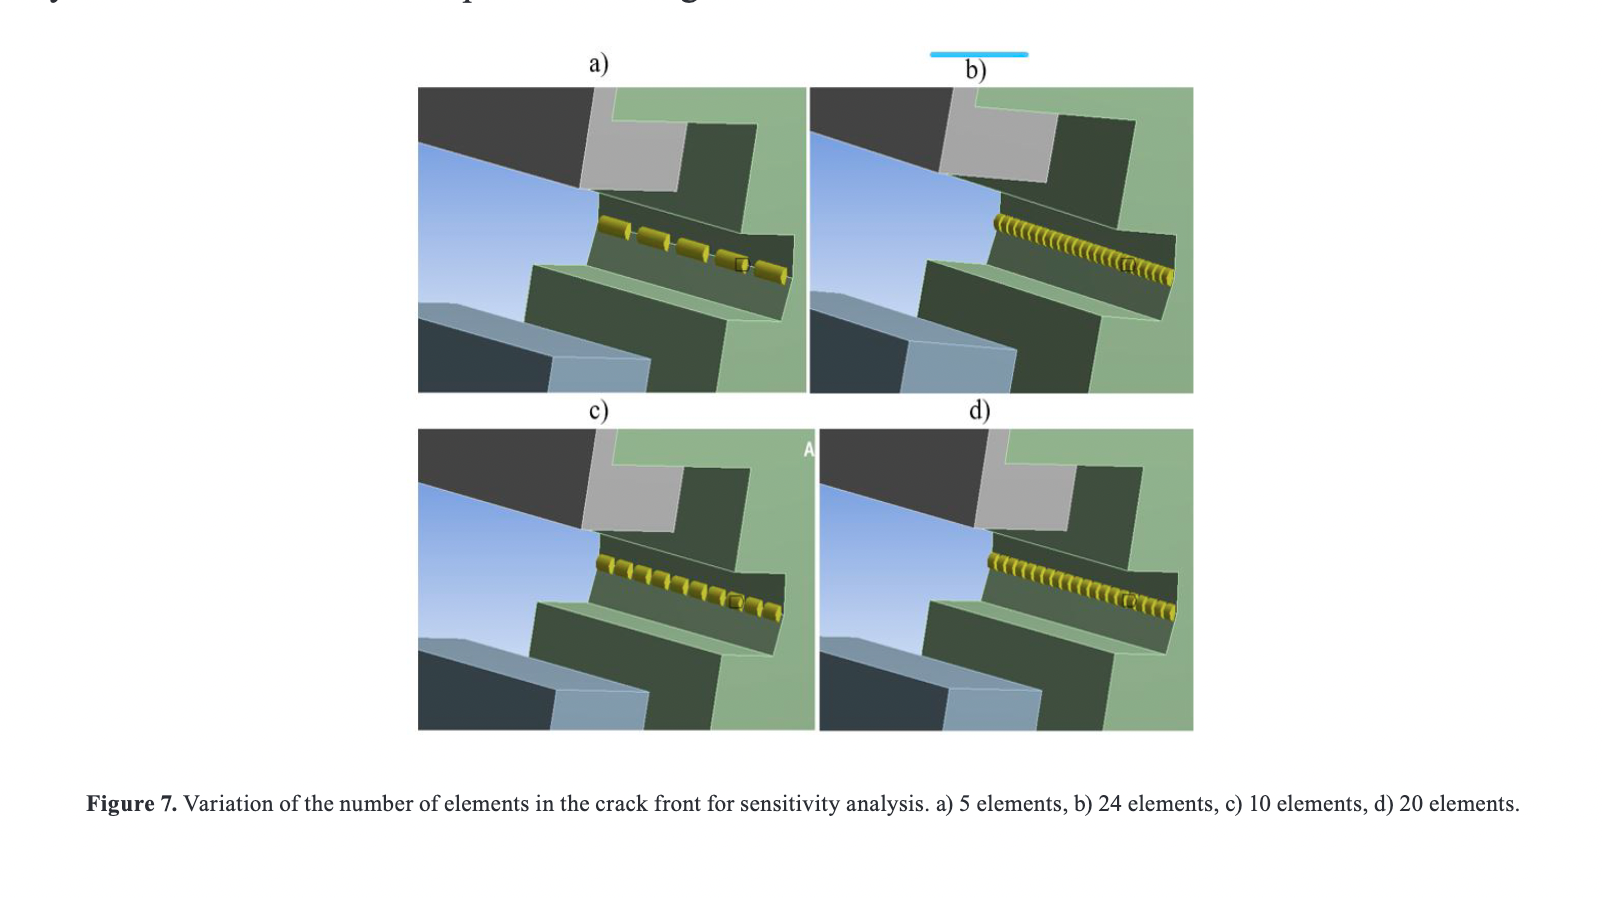 a)
b)
c)
d)
A
Figure 7. Variation of the number of elements in the crack front for sensitivity analysis. a) 5 elements, b) 24 elements, c) 10 elements, d) 20 elements.